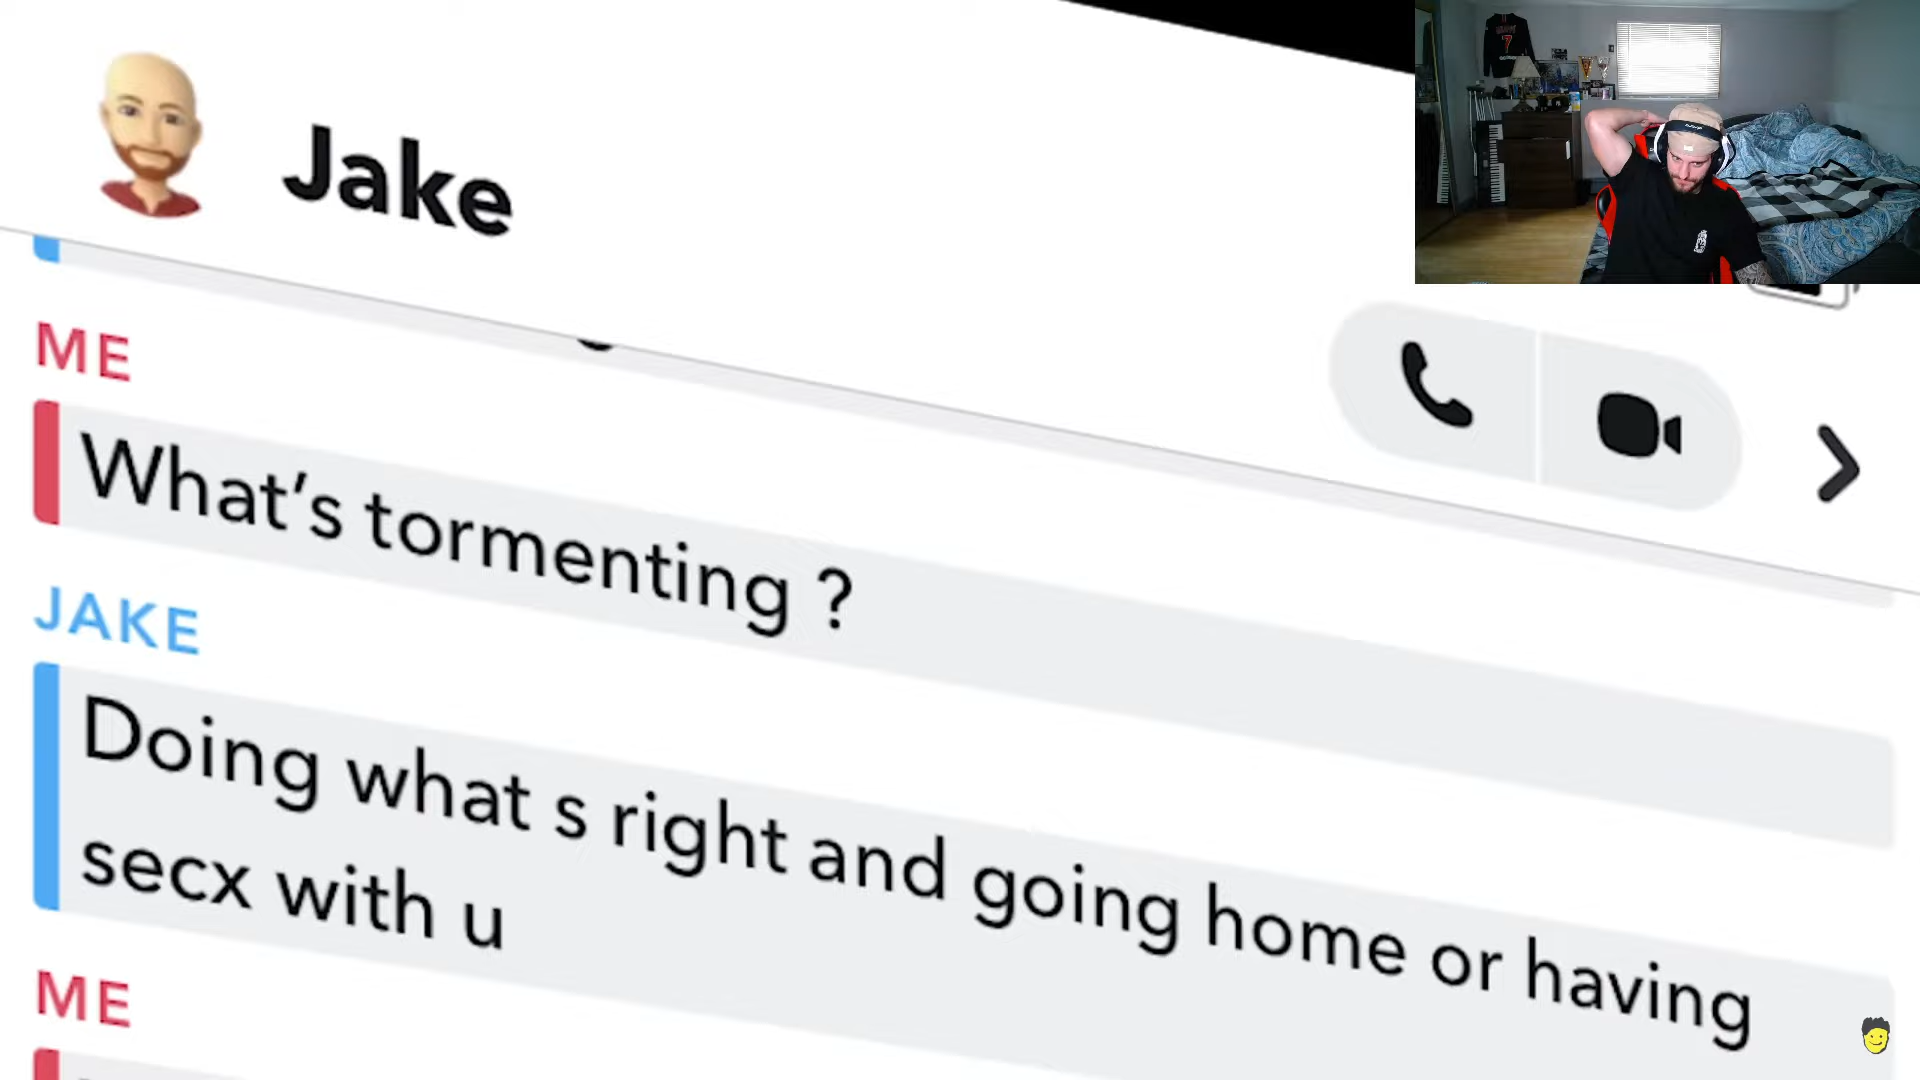 Jake
ME
What's tormenting ?
JAKE
Doing what s right and going home or having
secx with u
ME